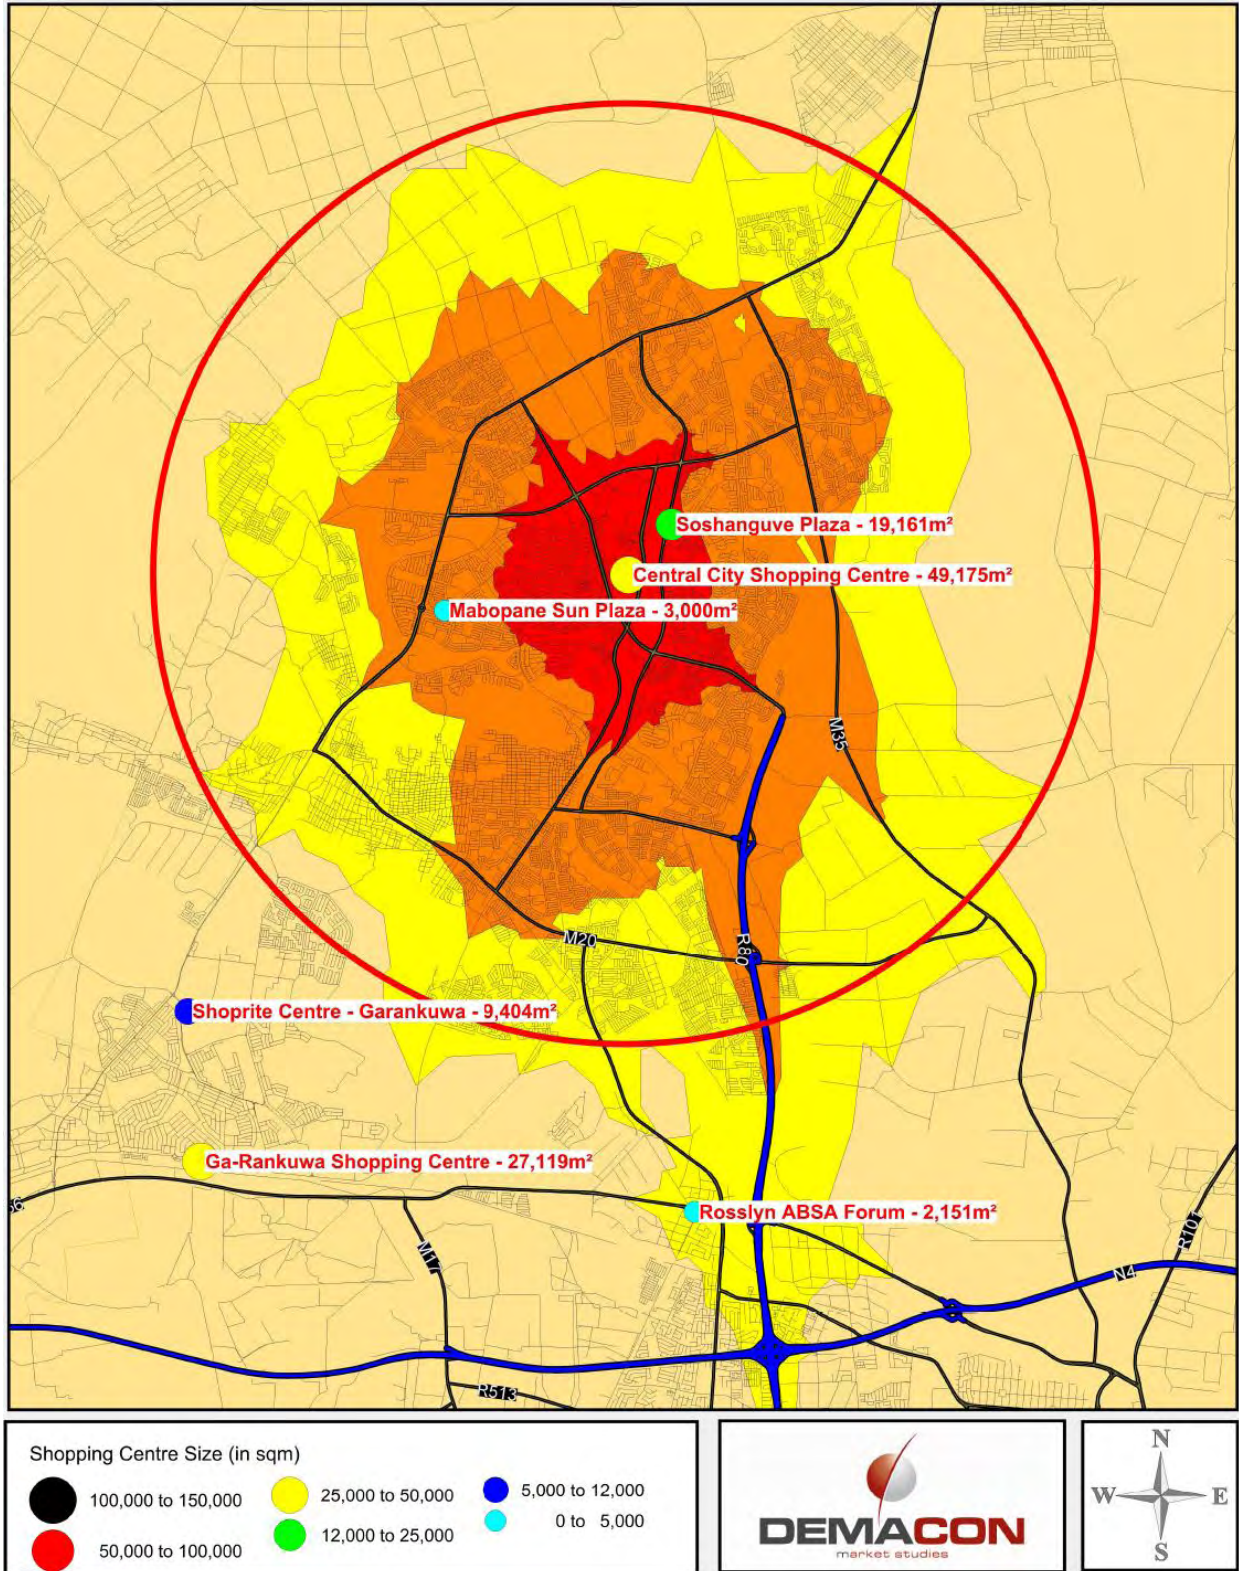 Soshanguve Plaza - 19,161m²
Central City Shopping Centre - 49,175m²
Mabopane Sun Plaza - 3,000m²
M35
M20
R80
Shoprite Centre - Garankuwa - 9,404m²
Ga-Rankuwa Shopping Centre - 27,119m²
Rosslyn ABSA Forum - 2,151m²
M17
R101
N4
R513
Shopping Centre Size (in sqm)
100,000 to 150,000
50,000 to 100,000
25,000 to 50,000
12,000 to 25,000
5,000 to 12,000
0 to 5,000
DEMACON
market studies
N
W E
S